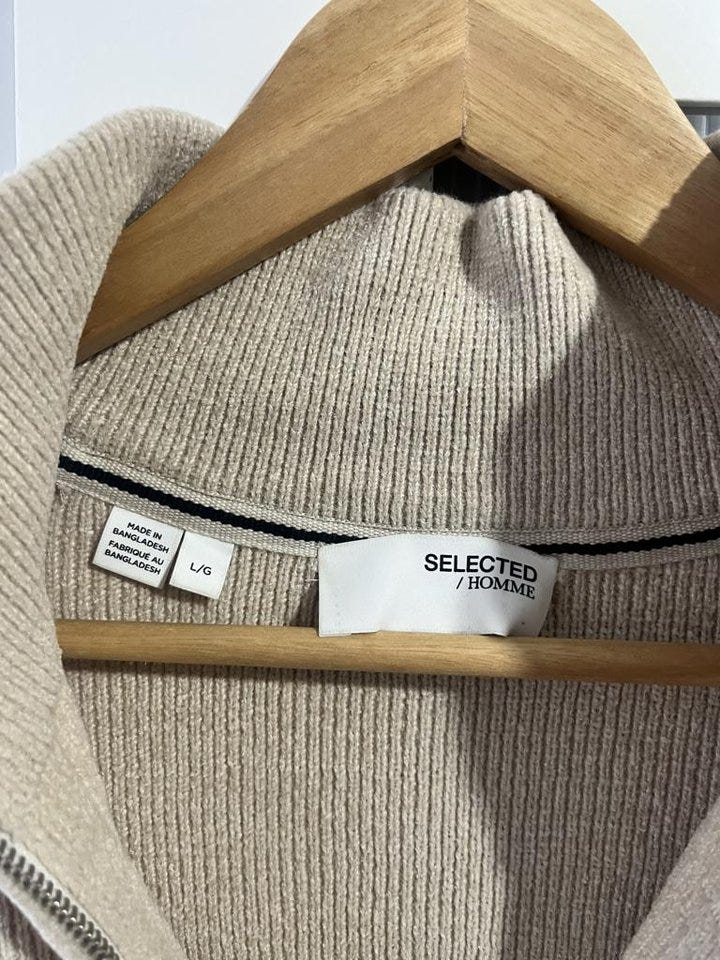 MADE IN
BANGLADESH
FABRIQUÉ AU
BANGLADESH
L/G
SELECTED
/ HOMME